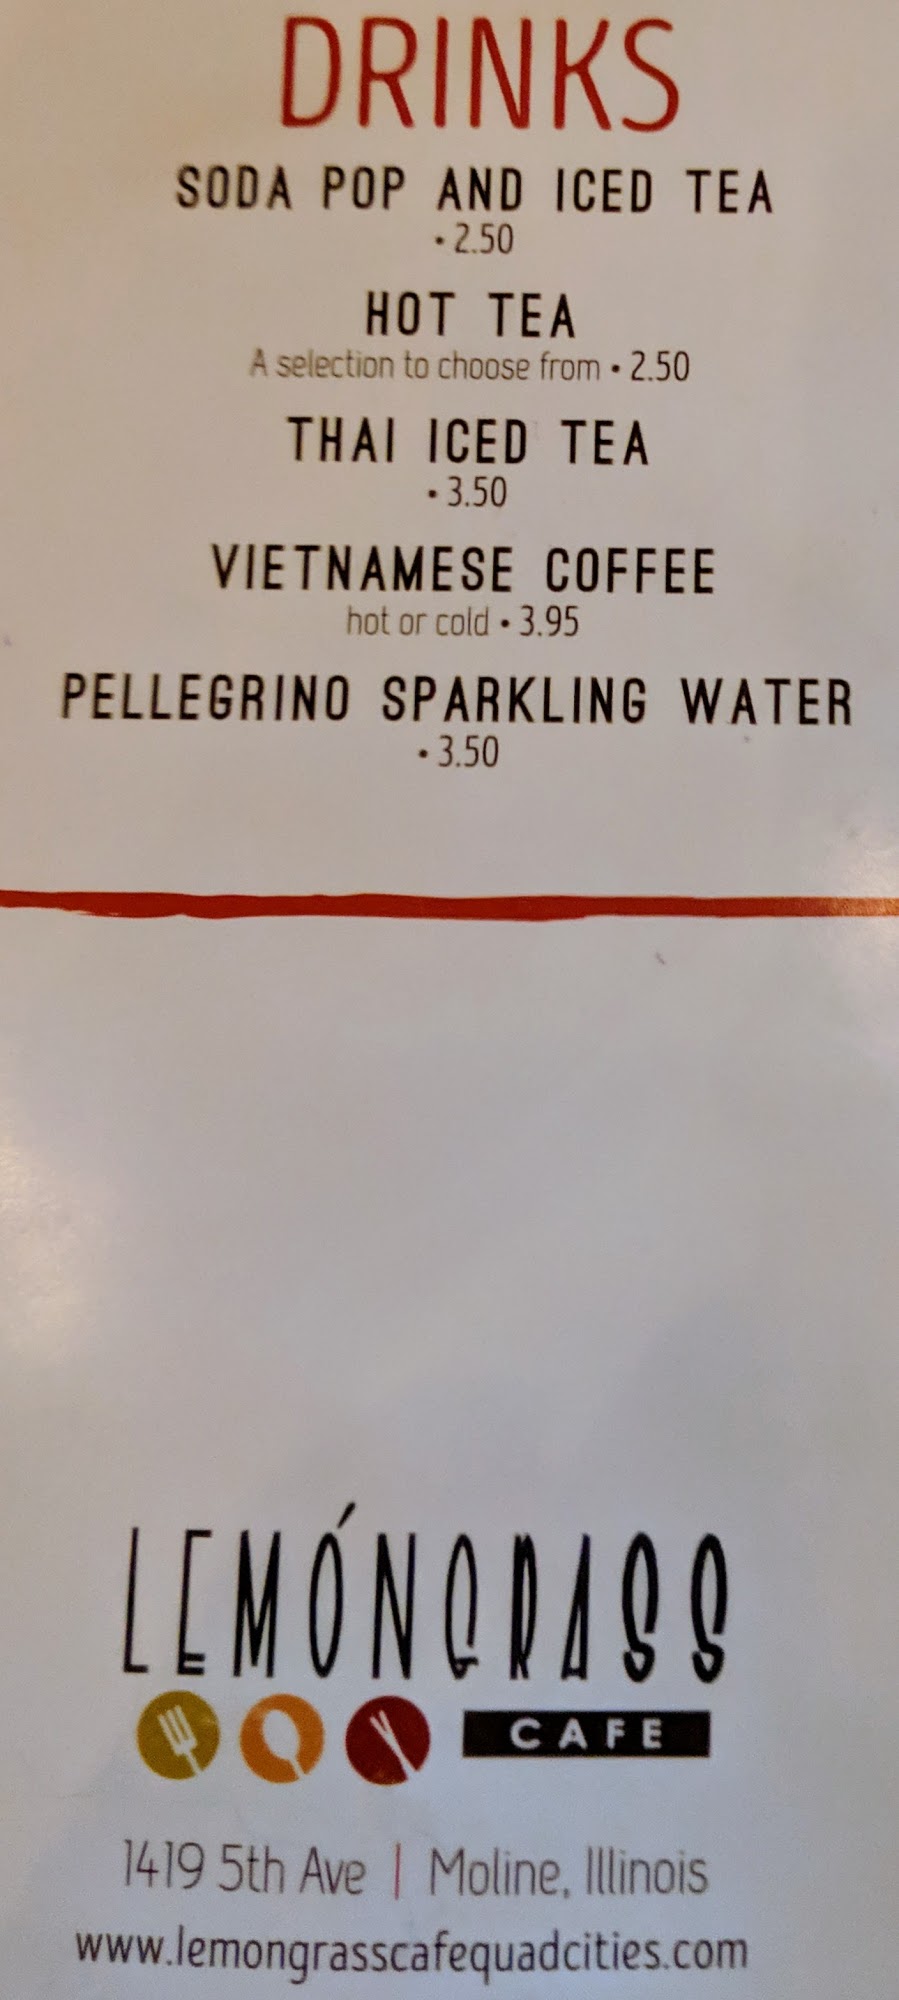 DRINKS
SODA POP AND ICED TEA
• 2.50
HOT TEA
A selection to choose from • 2.50
THAI ICED TEA
• 3.50
VIETNAMESE COFFEE
hot or cold • 3.95
PELLEGRINO SPARKLING WATER
• 3.50
LEMÓNGRASS
CAFE
1419 5th Ave | Moline, Illinois
www.lemongrasscafequadcities.com